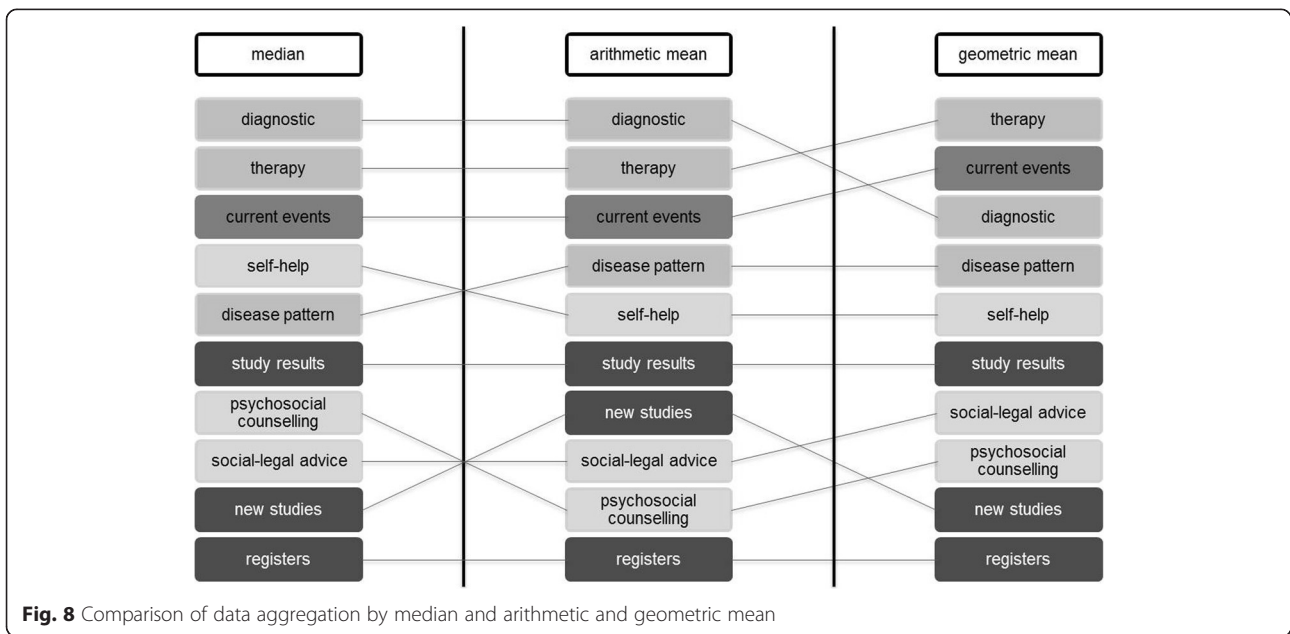 median
diagnostic
therapy
current events
self-help
disease pattern
study results
psychosocial
counselling
social-legal advice
new studies
registers
arithmetic mean
diagnostic
therapy
current events
disease pattern
self-help
study results
new studies
social-legal advice
psychosocial
counselling
registers
geometric mean
therapy
current events
diagnostic
disease pattern
self-help
study results
social-legal advice
psychosocial
counselling
new studies
registers
Fig. 8 Comparison of data aggregation by median and arithmetic and geometric mean